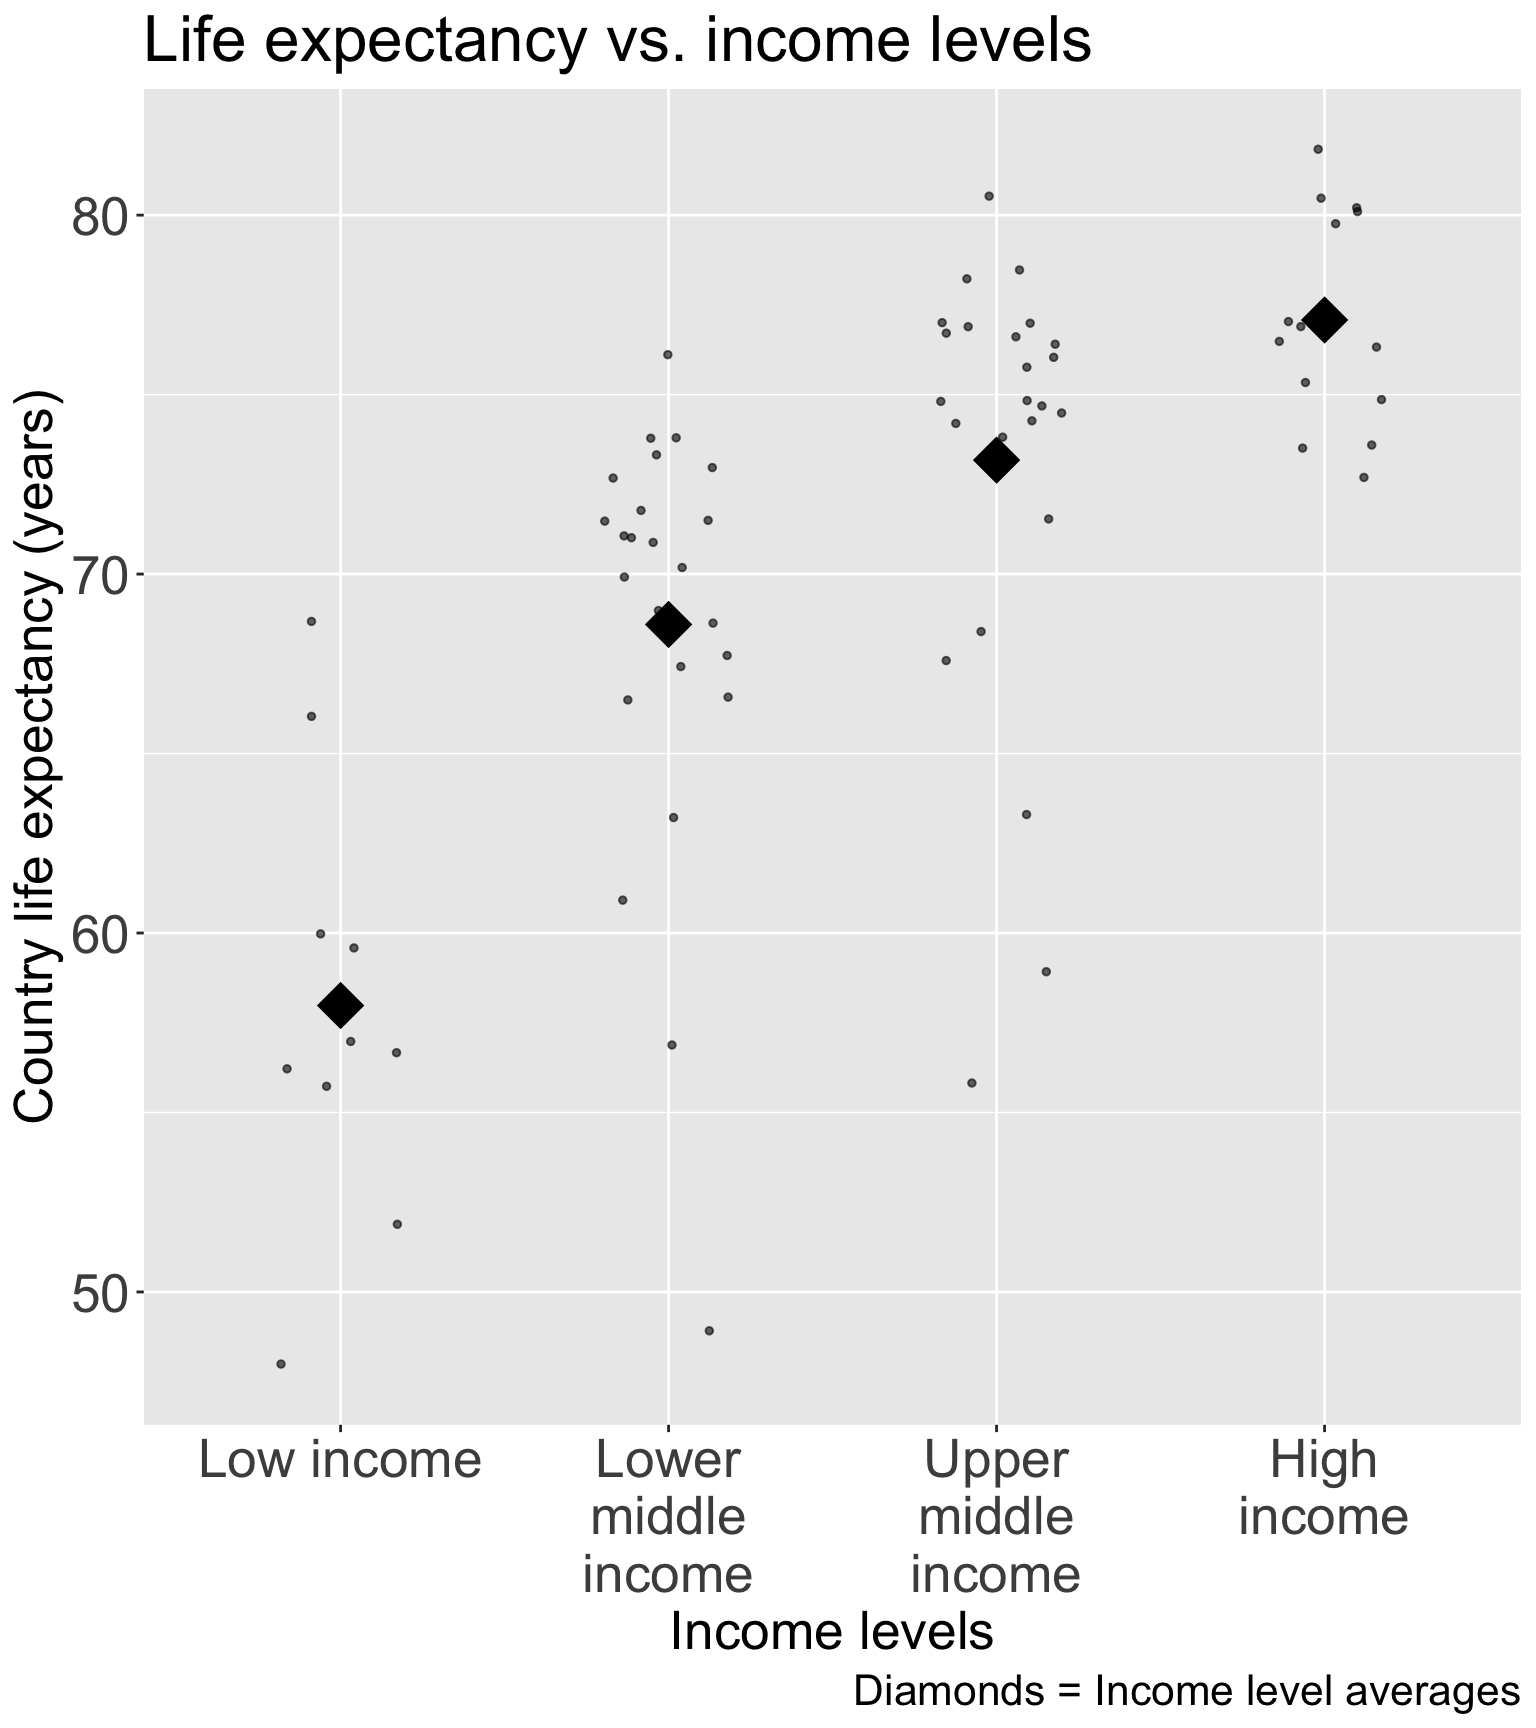 Life expectancy vs. income levels
Country life expectancy (years)
80
70
60
50
Low income
Lower
middle
income
Upper
middle
income
High
income
Income levels
Diamonds = Income level averages